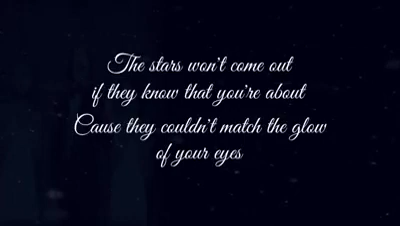 The stars won't come out
if they know that you're about
'Cause they couldn't match the glow
of your eyes